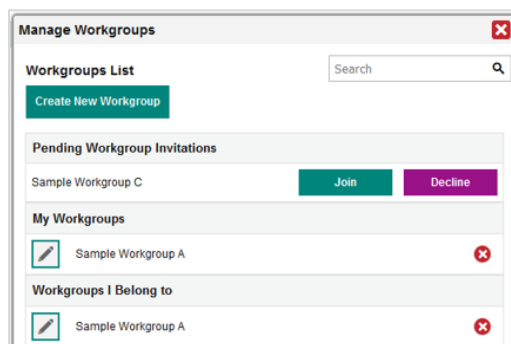 Manage Workgroups
Workgroups List
Search
Create New Workgroup
Pending Workgroup Invitations
Sample Workgroup C Join Decline
My Workgroups
Sample Workgroup A
Workgroups I Belong to
Sample Workgroup A